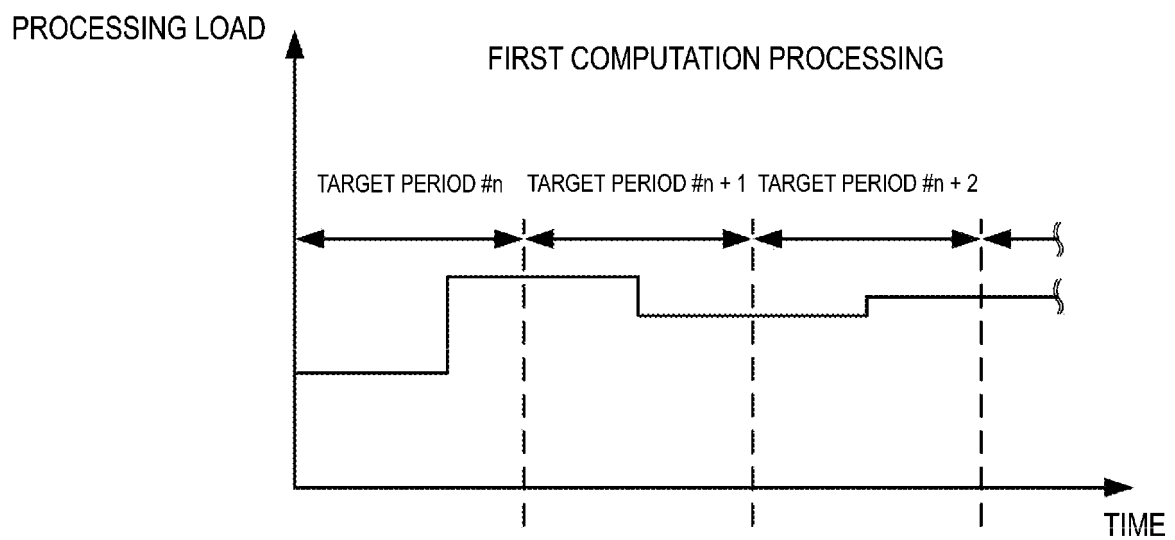 PROCESSING LOAD
FIRST COMPUTATION PROCESSING
TARGET PERIOD #n
TARGET PERIOD #n + 1
TARGET PERIOD #n + 2
TIME